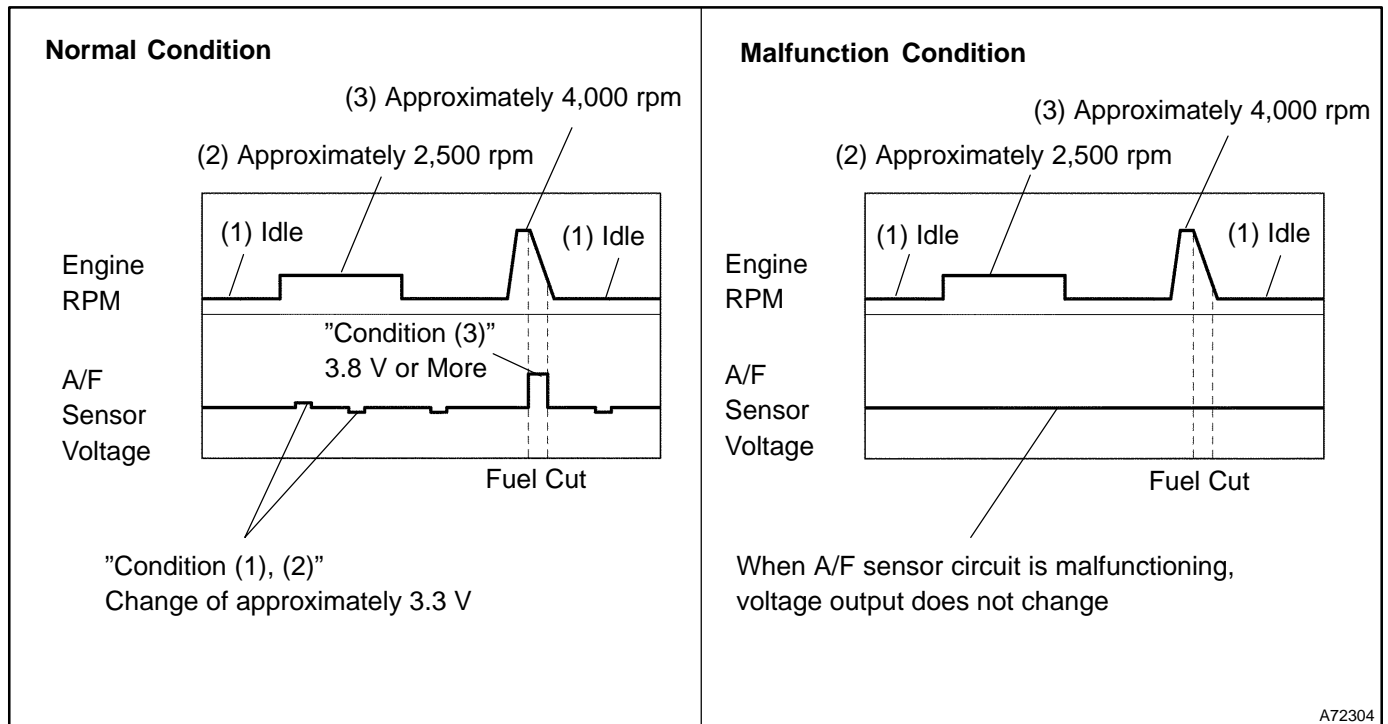 Normal Condition
(3) Approximately 4,000 rpm
(2) Approximately 2,500 rpm
(1) Idle
(1) Idle
Engine
RPM
”Condition (3)”
3.8 V or More
A/F
Sensor
Voltage
Fuel Cut
”Condition (1), (2)”
Change of approximately 3.3 V
Malfunction Condition
(3) Approximately 4,000 rpm
(2) Approximately 2,500 rpm
(1) Idle
(1) Idle
Engine
RPM
A/F
Sensor
Voltage
Fuel Cut
When A/F sensor circuit is malfunctioning,
voltage output does not change
A72304